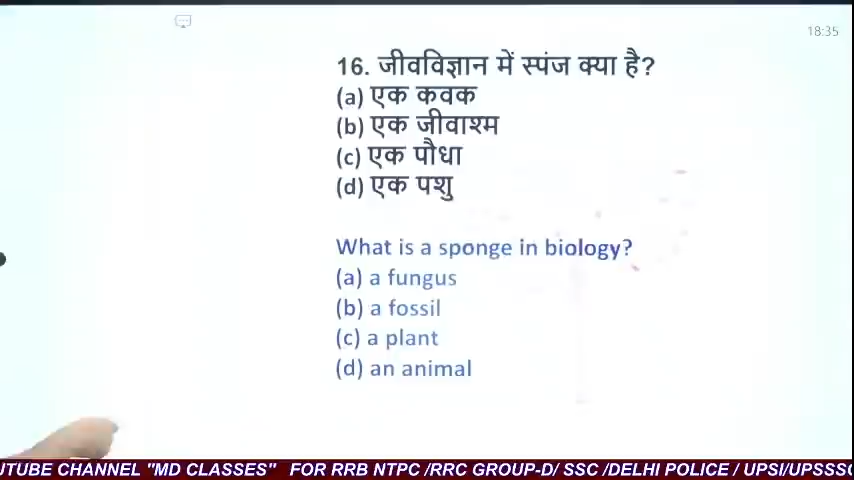 18:35
16. जीवविज्ञान में स्पंज क्या है?
(a) एक कवक
(b) एक जीवाश्म
(c) एक पौधा
(d) एक पशु
What is a sponge in biology?
(a) a fungus
(b) a fossil
(c) a plant
(d) an animal
UTUBE CHANNEL "MD CLASSES" FOR RRB NTPC /RRC GROUP-D/ SSC /DELHI POLICE / UPSI/UPSSSC